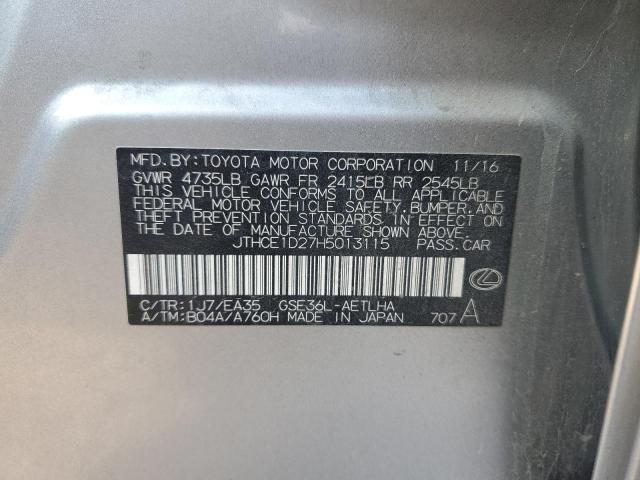 MFD. BY: TOYOTA MOTOR CORPORATION 11/16
GVWR 4735LB GAWR FR 2415LB RR 2545LB
THIS VEHICLE CONFORMS TO ALL APPLICABLE
FEDERAL MOTOR VEHICLE SAFETY, BUMPER, AND
THEFT PREVENTION STANDARDS IN EFFECT ON
THE DATE OF MANUFACTURE SHOWN ABOVE.
JTHCE1D27H5013115 PASS. CAR
C/TR: 1J7/EA35 GSE36L-AETLHA
A/TM: B04A/A760H MADE IN JAPAN 707 A